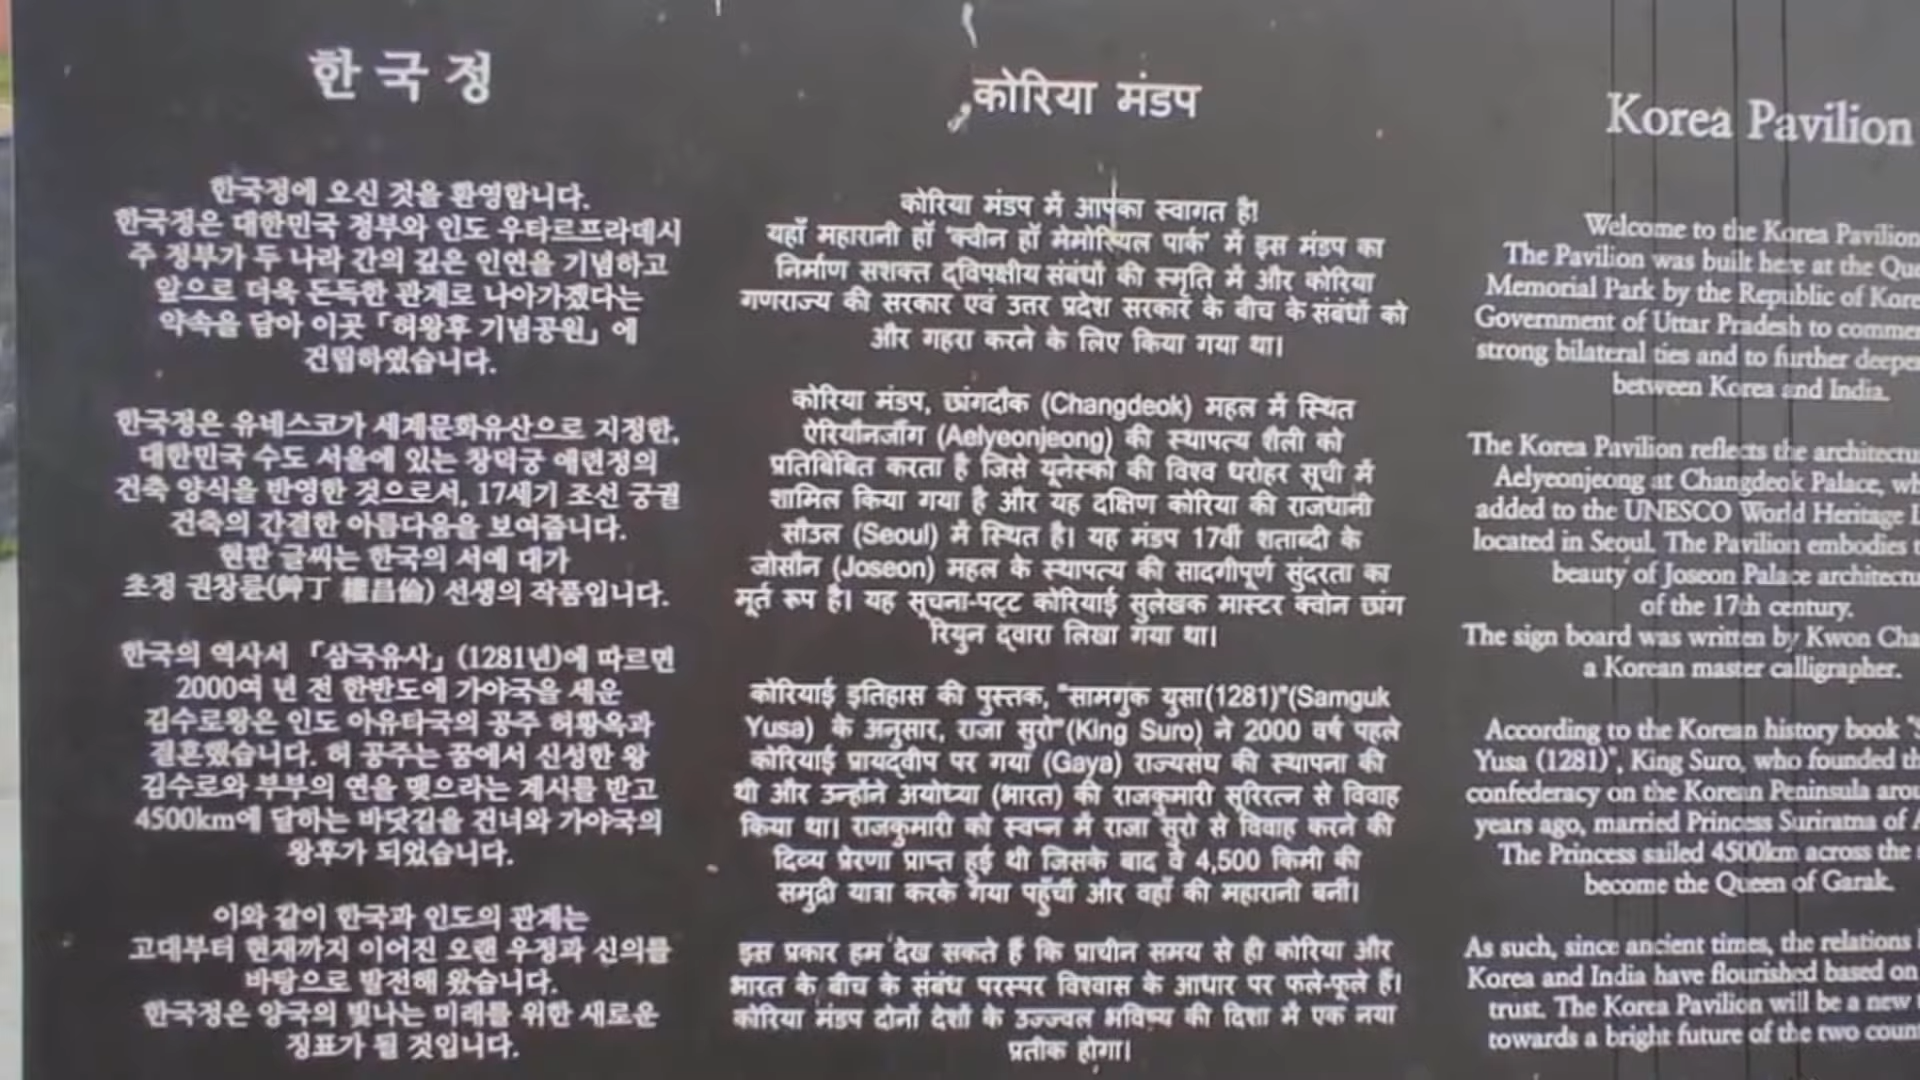 한국정
한국정에 오신 것을 환영합니다.
한국정은 대한민국 정부와 인도 우타르프라데시
주 정부가 두 나라 간의 깊은 인연을 기념하고
앞으로 더욱 돈독한 관계로 나아가겠다는
약속을 담아 이곳 「허왕후 기념공원」에
건립하였습니다.
한국정은 유네스코가 세계문화유산으로 지정한,
대한민국 수도 서울에 있는 창덕궁 애련정의
건축 양식을 반영한 것으로서, 17세기 조선 궁궐
건축의 간결한 아름다움을 보여줍니다.
현판 글씨는 한국의 서예 대가
초정 권창륜(艸丁 權昌倫) 선생의 작품입니다.
한국의 역사서 「삼국유사」(1281년)에 따르면
2000여 년 전 한반도에 가야국을 세운
김수로왕은 인도 아유타국의 공주 허황옥과
결혼했습니다. 허 공주는 꿈에서 신성한 왕
김수로와 부부의 연을 맺으라는 계시를 받고
4500km에 달하는 바닷길을 건너와 가야국의
왕후가 되었습니다.
이와 같이 한국과 인도의 관계는
고대부터 현재까지 이어진 오랜 우정과 신의를
바탕으로 발전해 왔습니다.
한국정은 양국의 빛나는 미래를 위한 새로운
징표가 될 것입니다.
कोरिया मंडप
कोरिया मंडप में आपका स्वागत है!
यहाँ महारानी हॉ 'क्वीन हॉ मेमोरियल पार्क' में इस मंडप का
निर्माण सशक्त द्विपक्षीय संबंधों की स्मृति में और कोरिया
गणराज्य की सरकार एवं उत्तर प्रदेश सरकार के बीच के संबंधों को
और गहरा करने के लिए किया गया था।
कोरिया मंडप, छांगदौक (Changdeok) महल में स्थित
ऐरियौनजौंग (Aelyeonjeong) की स्थापत्य शैली को
प्रतिबिंबित करता है जिसे यूनेस्को की विश्व धरोहर सूची में
शामिल किया गया है और यह दक्षिण कोरिया की राजधानी
सौउल (Seoul) में स्थित है। यह मंडप 17वीं शताब्दी के
जोसौन (Joseon) महल के स्थापत्य की सादगीपूर्ण सुंदरता का
मूर्त रूप है। यह सूचना-पट्ट कोरियाई सुलेखक मास्टर क्वोन छांग
रियुन द्वारा लिखा गया था।
कोरियाई इतिहास की पुस्तक, "सामगुक युसा(1281)"(Samguk
Yusa) के अनुसार, राजा सुरो"(King Suro) ने 2000 वर्ष पहले
कोरियाई प्रायद्वीप पर गया (Gaya) राज्यसंघ की स्थापना की
थी और उन्होंने अयोध्या (भारत) की राजकुमारी सूरिरत्न से विवाह
किया था। राजकुमारी को स्वप्न में राजा सुरो से विवाह करने की
दिव्य प्रेरणा प्राप्त हुई थी जिसके बाद वे 4,500 किमी की
समुद्री यात्रा करके गया पहुँचीं और वहाँ की महारानी बनीं।
इस प्रकार हम देख सकते हैं कि प्राचीन समय से ही कोरिया और
भारत के बीच के संबंध परस्पर विश्वास के आधार पर फले-फूले हैं।
कोरिया मंडप दोनों देशों के उज्ज्वल भविष्य की दिशा में एक नया
प्रतीक होगा।
Korea Pavilion
Welcome to the Korea Pavilion
The Pavilion was built here at the Que
Memorial Park by the Republic of Kore
Government of Uttar Pradesh to commen
strong bilateral ties and to further deepe
between Korea and India.
The Korea Pavilion reflects the architectu
Aelyeonjeong at Changdeok Palace, wh
added to the UNESCO World Heritage L
located in Seoul. The Pavilion embodies t
beauty of Joseon Palace architectu
of the 17th century.
The sign board was written by Kwon Cha
a Korean master calligrapher.
According to the Korean history book "S
Yusa (1281)", King Suro, who founded th
confederacy on the Korean Peninsula arou
years ago, married Princess Suriratna of A
The Princess sailed 4500km across the
become the Queen of Garak.
As such, since ancient times, the relations
Korea and India have flourished based on
trust. The Korea Pavilion will be a new
towards a bright future of the two coun